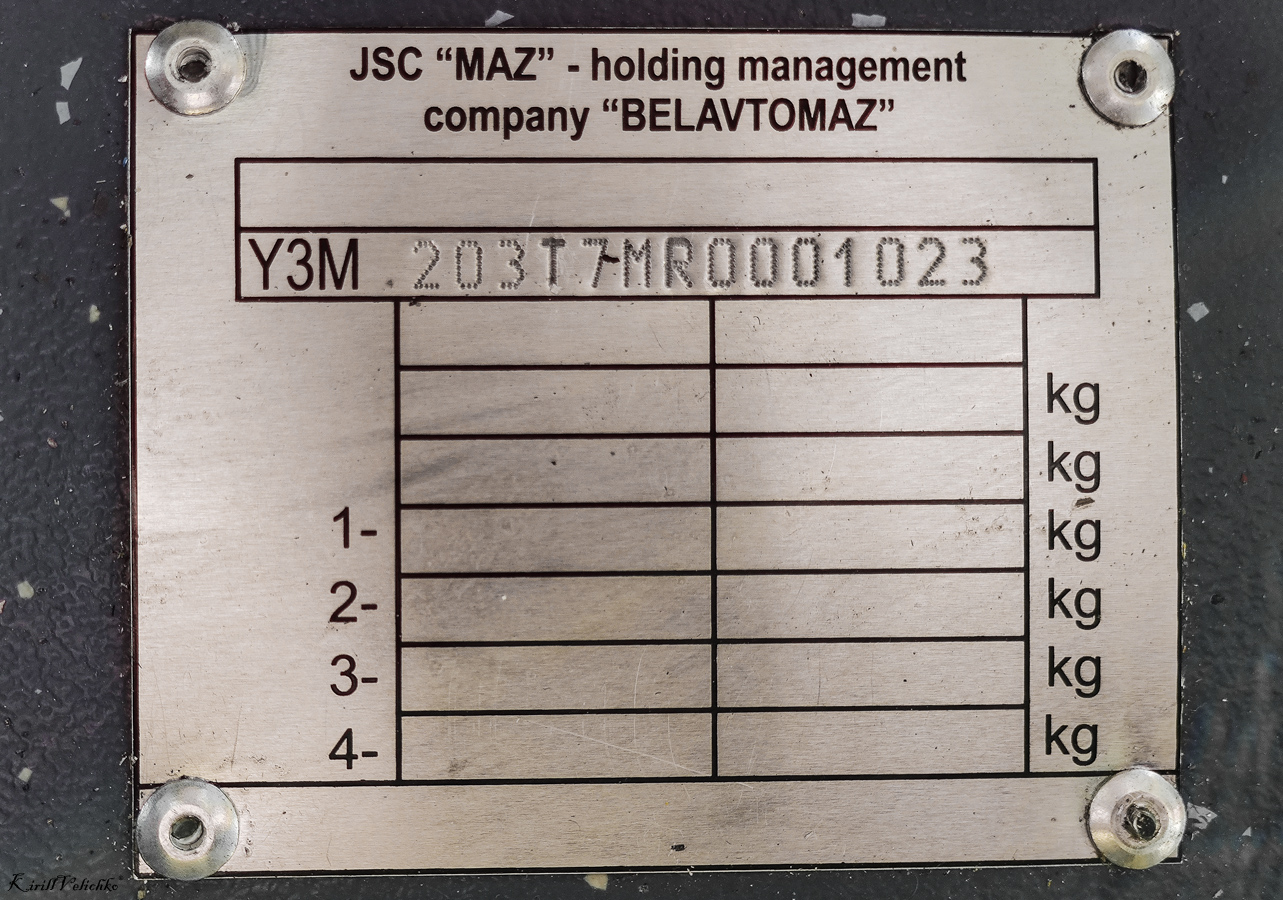 JSC “MAZ” - holding management
company “BELAVTOMAZ”
Y3M 203T7MR0001023
kg
kg
1- kg
2- kg
3- kg
4- kg
KirillVelichko